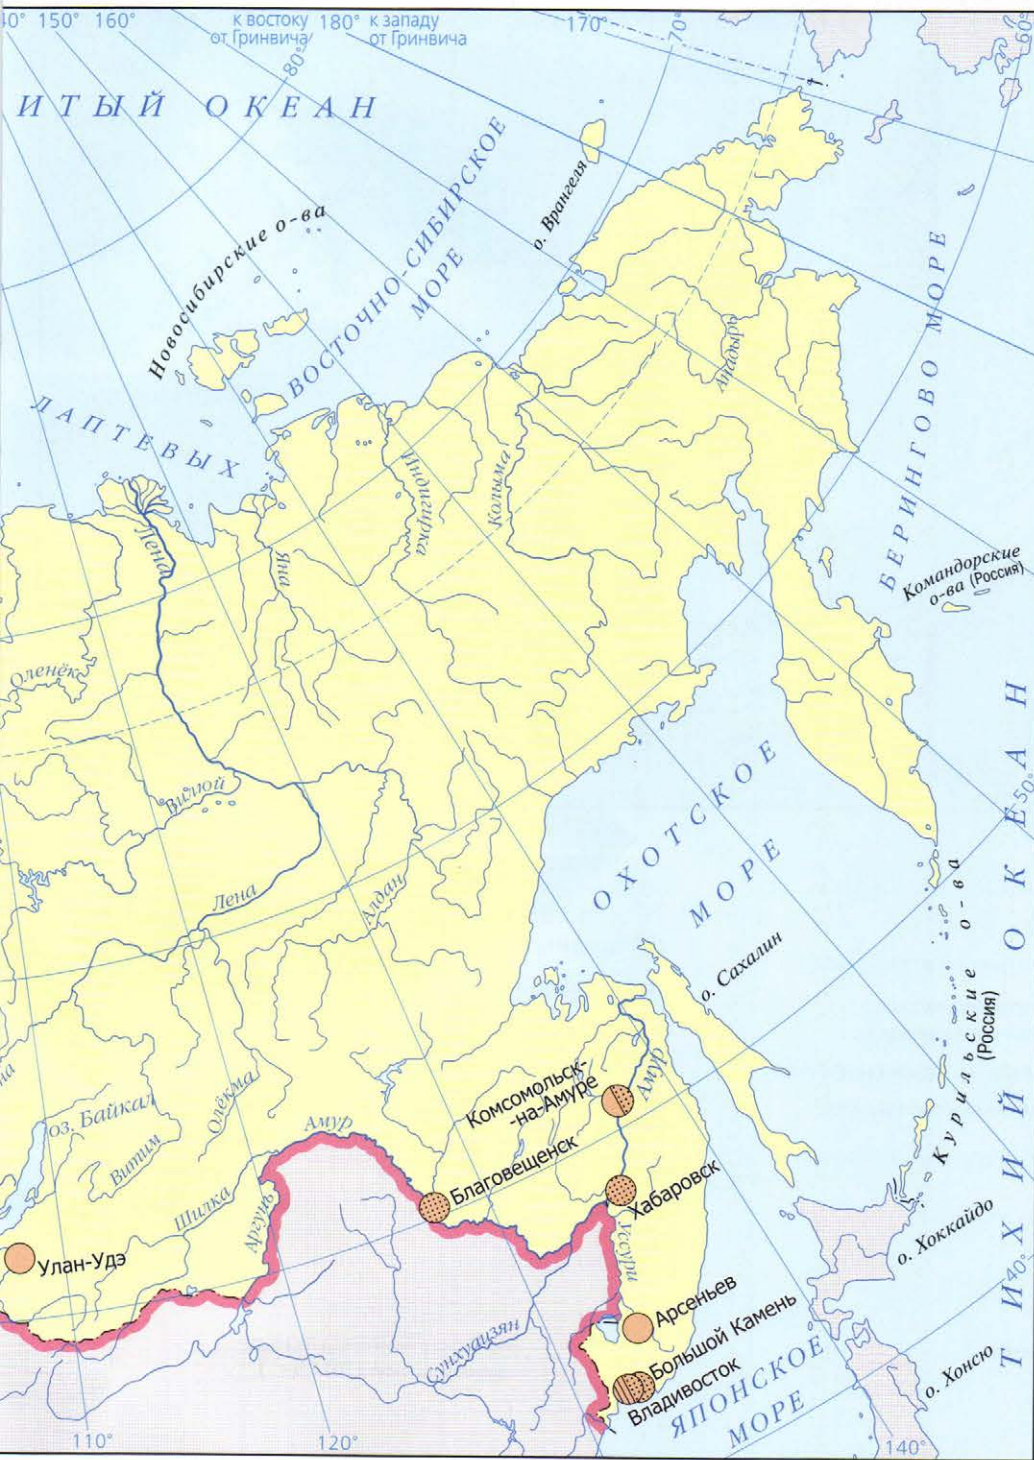 40° 150° 160°
к востоку
от Гринвича
180°
к западу
от Гринвича
170°
70°
60°
80°
ИТЫЙ ОКЕАН
Новосибирские о-ва
ВОСТОЧНО-СИБИРСКОЕ
МОРЕ
о. Врангеля
ЛАПТЕВЫХ
БЕРИНГОВО МОРЕ
Анадырь
Индигирка
Колыма
Лена
Яна
Командорские
о-ва (Россия)
Оленёк
Вилюй
Лена
Алдан
ОХОТСКОЕ
МОРЕ
о. Сахалин
50°
Курильские о-ва
(Россия)
ТИХИЙ ОКЕАН
на
оз. Байкал
Витим
Олёкма
Амур
Шилка
Аргунь
Комсомольск-
-на-Амуре
Амур
Благовещенск
Хабаровск
Уссури
Улан-Удэ
Арсеньев
Большой Камень
Владивосток
Сунхуацзян
ЯПОНСКОЕ
МОРЕ
о. Хоккайдо
40°
о. Хонсю
110°
120°
140°